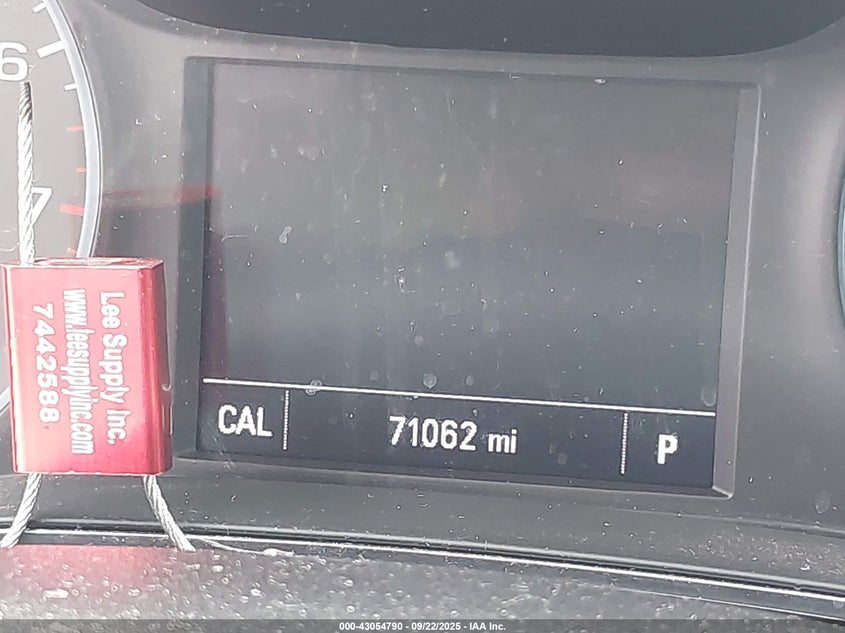 6
7
Lee Supply Inc.
www.leesupplyinc.com
7442588
CAL
71062 mi
P
000-43054790 - 09/22/2025 - IAA Inc.